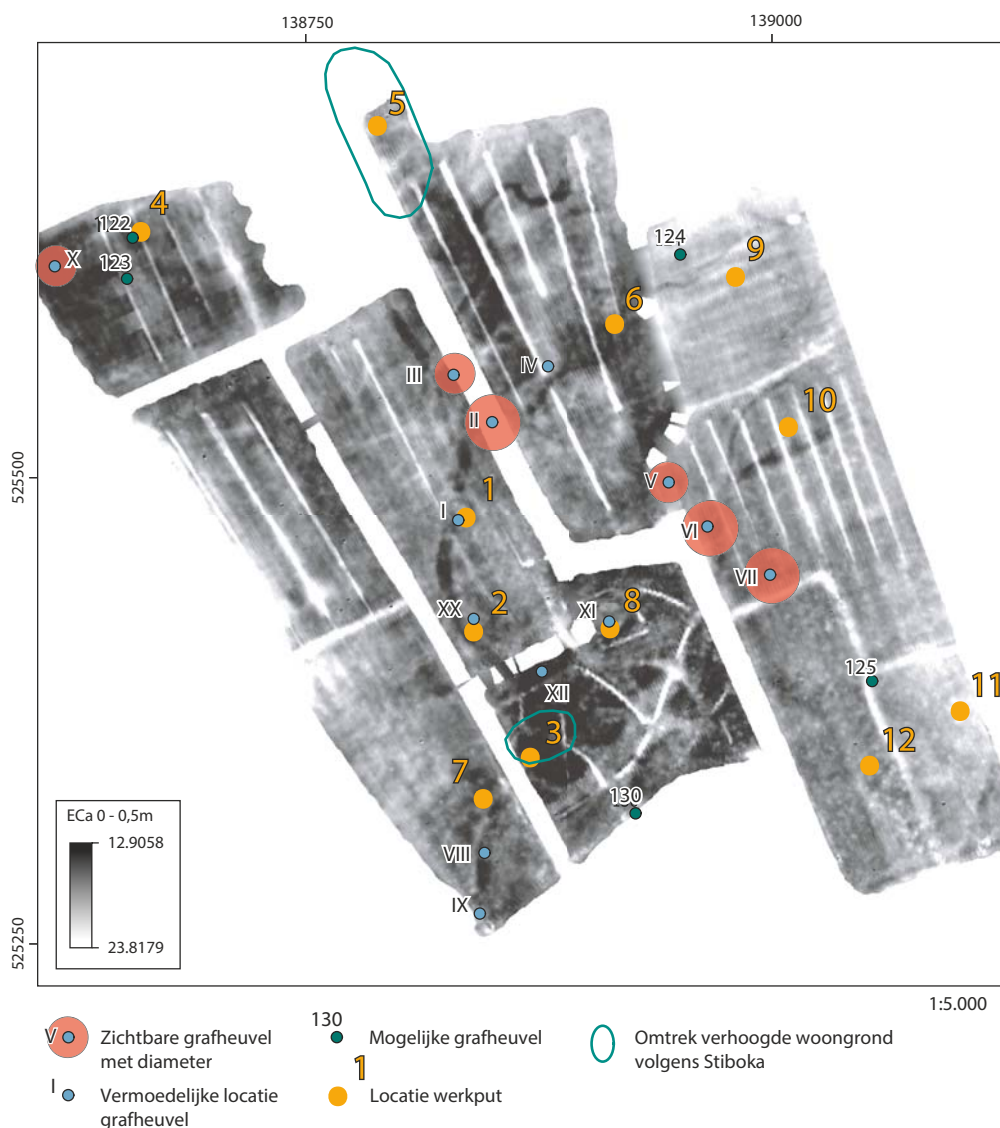 138750
139000
5
4
122
X
123
124
9
6
III
IV
II
10
525500
V
1
I
VI
VII
XX
2
XI
8
XII
125
11
3
12
7
130
ECa 0 - 0,5m
12.9058
VIII
IX
23.8179
525250
1:5.000
V
Zichtbare grafheuvel
met diameter
130
Mogelijke grafheuvel
Omtrek verhoogde woongrond
volgens Stiboka
I
Vermoedelijke locatie
grafheuvel
1
Locatie werkput